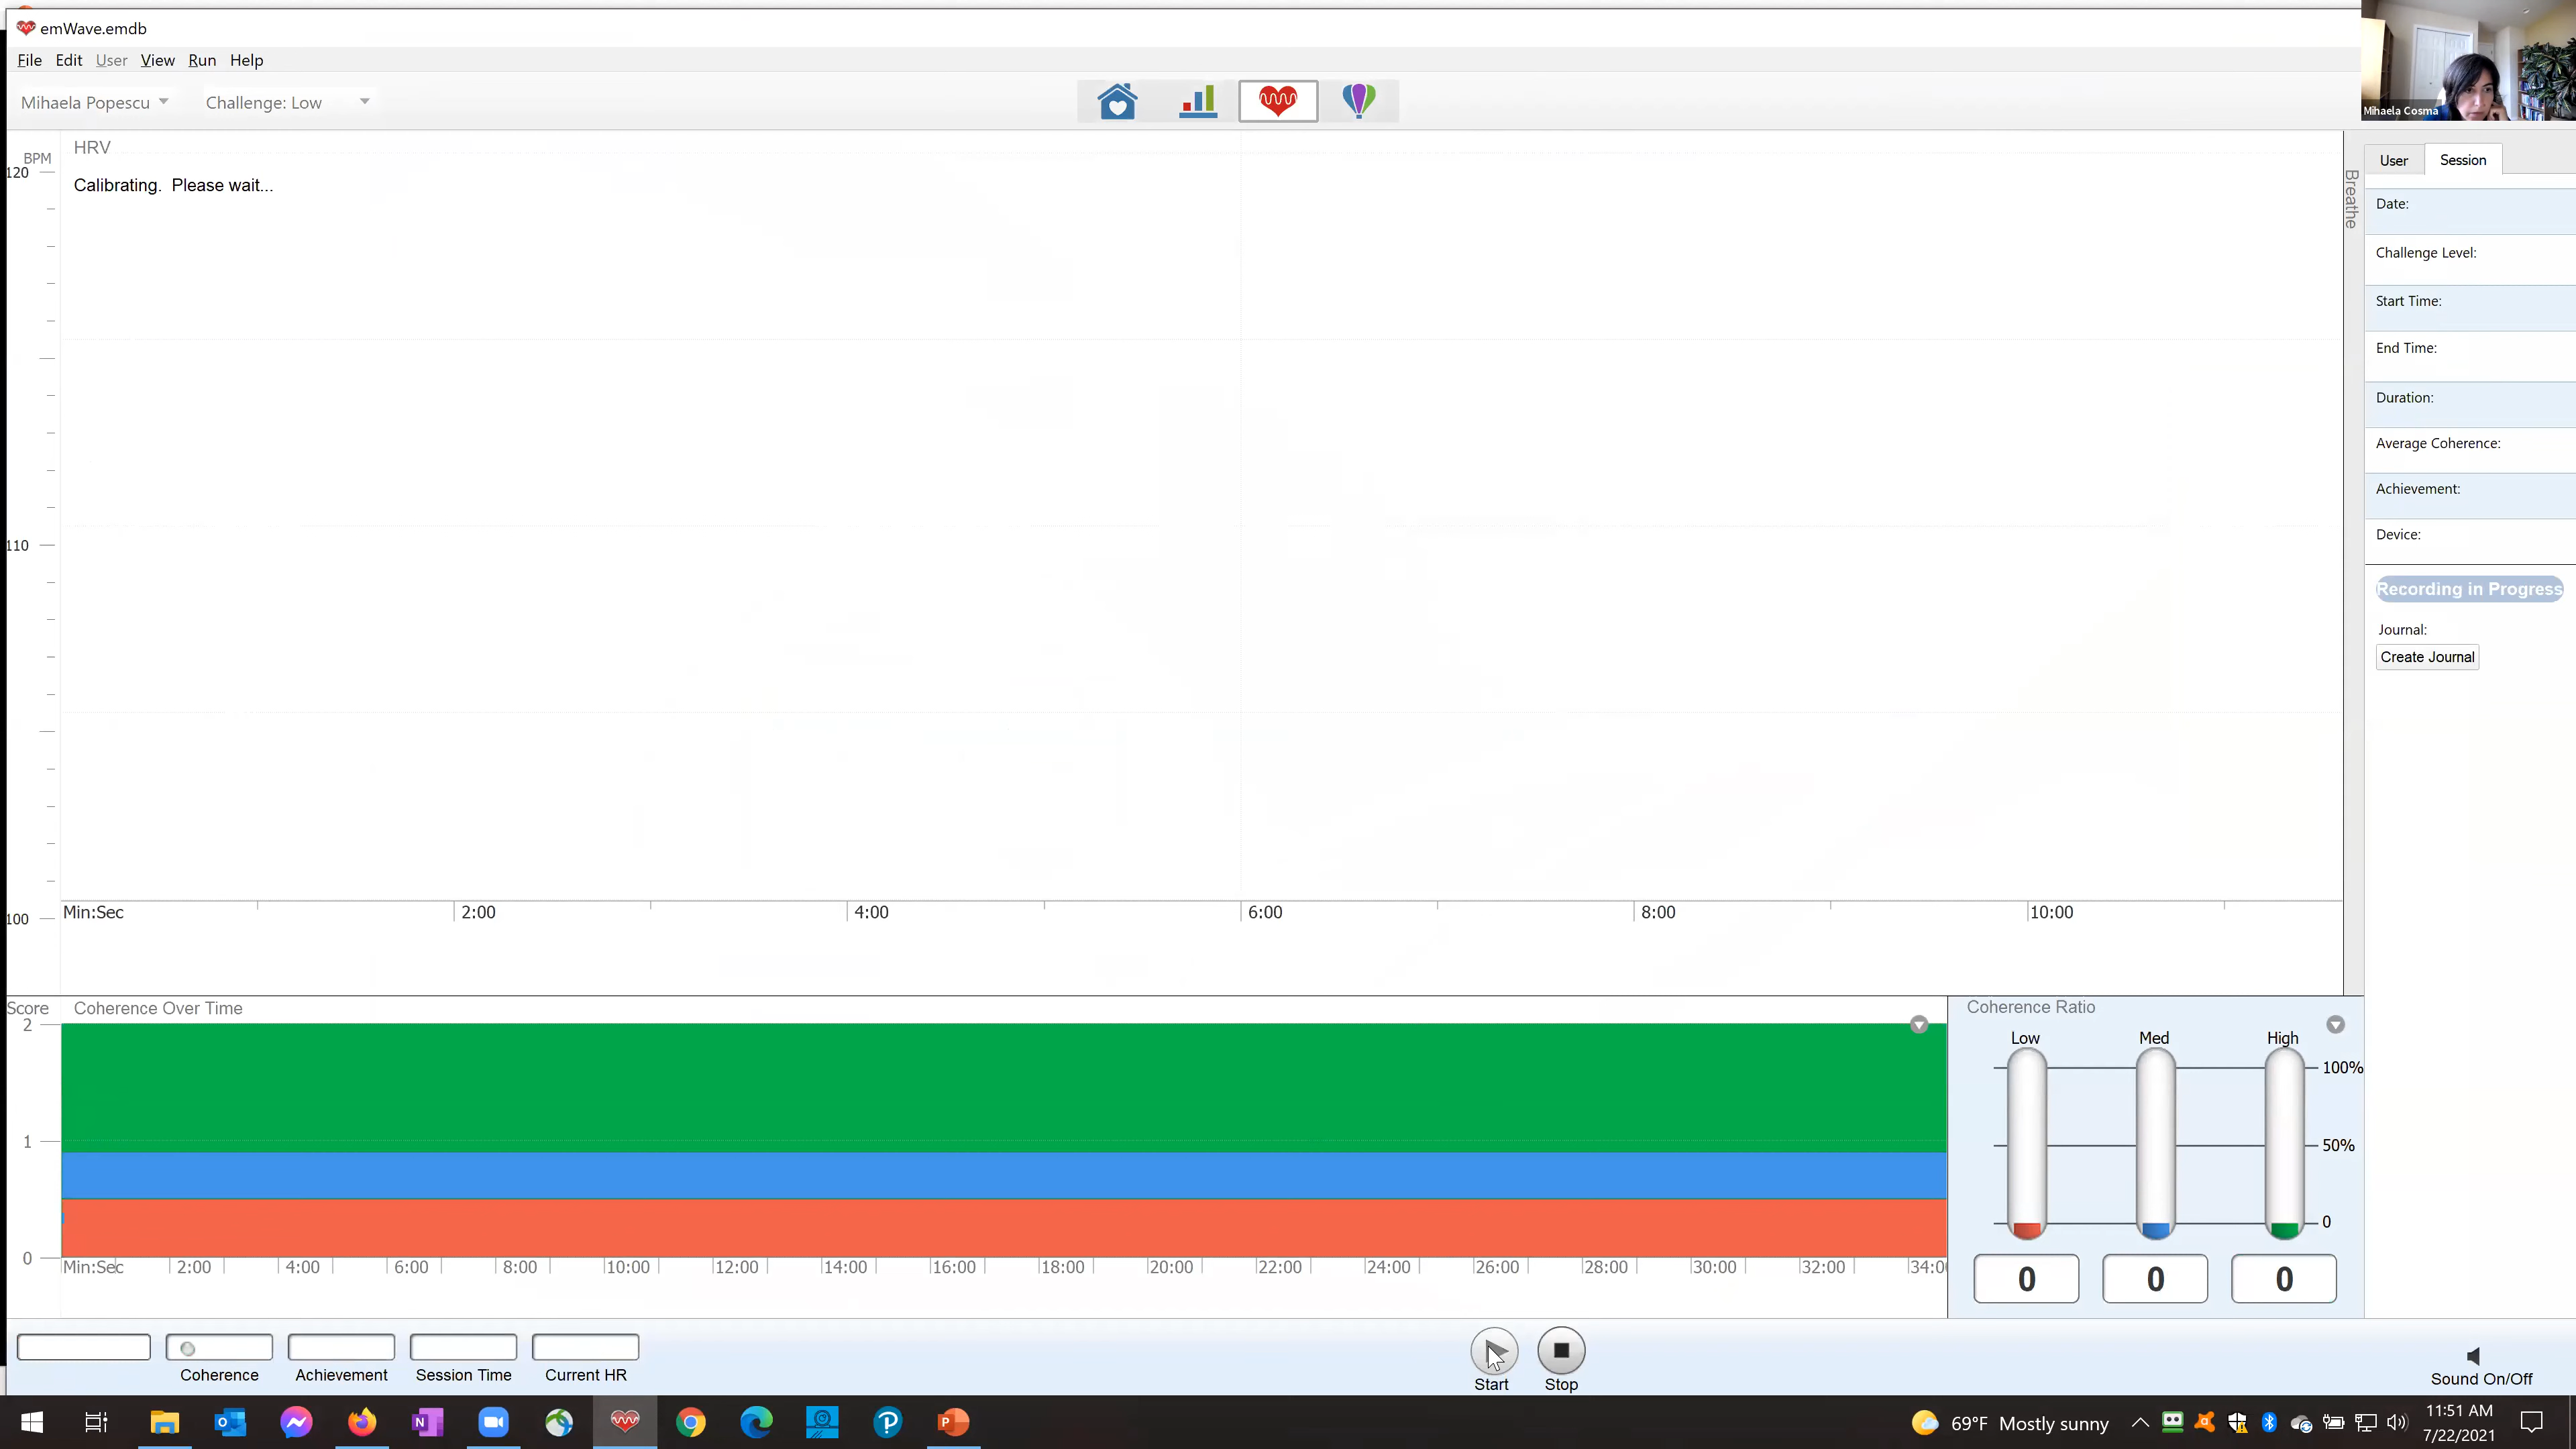 emWave.emdb
File Edit User View Run Help
Mihaela Popescu Challenge: Low
Mihaela Cosma
BPM
HRV
Calibrating. Please wait...
120
110
100
Min:Sec 2:00 4:00 6:00 8:00 10:00
Breathe
User Session
Date:
Challenge Level:
Start Time:
End Time:
Duration:
Average Coherence:
Achievement:
Device:
Recording in Progress
Journal:
Create Journal
Score
Coherence Over Time
2
1
0
Min:Sec 2:00 4:00 6:00 8:00 10:00 12:00 14:00 16:00 18:00 20:00 22:00 24:00 26:00 28:00 30:00 32:00 34:0
Coherence Ratio
Low Med High
100%
50%
0
0 0 0
Coherence Achievement Session Time Current HR
Start Stop
Sound On/Off
69°F Mostly sunny
11:51 AM
7/22/2021